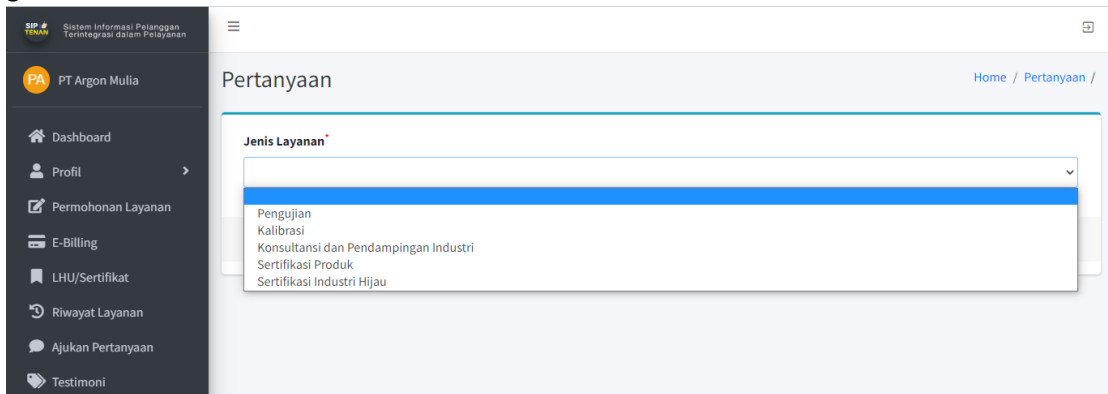 SIP
TENAN
Sistem Informasi Pelanggan
Terintegrasi dalam Pelayanan
PA PT Argon Mulia
Dashboard
Profil
Permohonan Layanan
E-Billing
LHU/Sertifikat
Riwayat Layanan
Ajukan Pertanyaan
Testimoni
Pertanyaan
Home / Pertanyaan /
Jenis Layanan*
Pengujian
Kalibrasi
Konsultansi dan Pendampingan Industri
Sertifikasi Produk
Sertifikasi Industri Hijau